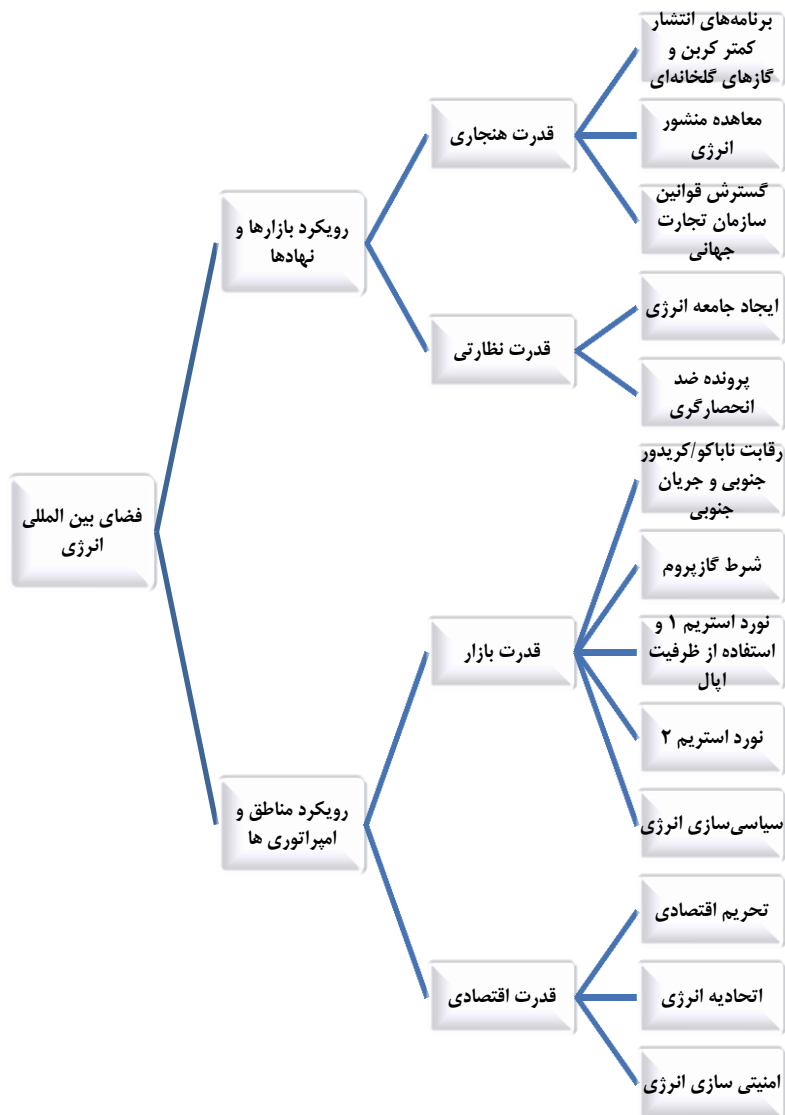 فضای بین المللی
انرژی
رویکرد بازارها و
نهادها
قدرت هنجاری
برنامه‌های انتشار
کمتر کربن و
گازهای گلخانه‌ای
معاهده منشور
انرژی
گسترش قوانین
سازمان تجارت
جهانی
قدرت نظارتی
ایجاد جامعه انرژی
پرونده ضد
انحصارگری
رویکرد مناطق و
امپراتوری ها
قدرت بازار
رقابت ناباکو/کریدور
جنوبی و جریان
جنوبی
شرط گازپروم
نورد استریم ۱ و
استفاده از ظرفیت
اپال
نورد استریم ۲
سیاسی‌سازی انرژی
قدرت اقتصادی
تحریم اقتصادی
اتحادیه انرژی
امنیتی سازی انرژی